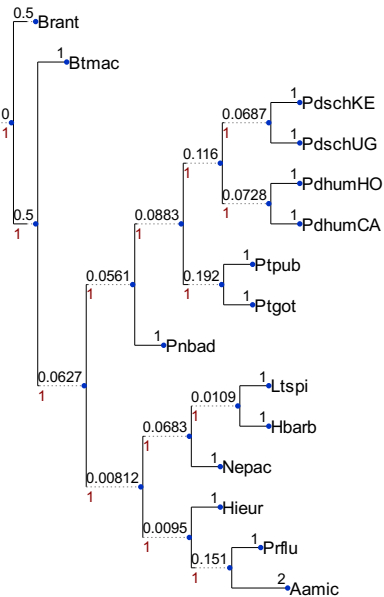 0.5 Brant
1 Btmac
0
1
1 PdschKE
0.0687
1
1 PdschUG
0.116
1
1 PdhumHO
0.0728
1
1 PdhumCA
0.5
1
0.0883
1
1 Ptpub
0.192
1
0.0561
1
1 Ptgot
1 Pnbad
0.0627
1
1 Ltspi
0.0109
1
1 Hbarb
0.0683
1
1 Nepac
0.00812
1
1 Hieur
0.0095
1
1 Prflu
0.151
1
2 Aamic